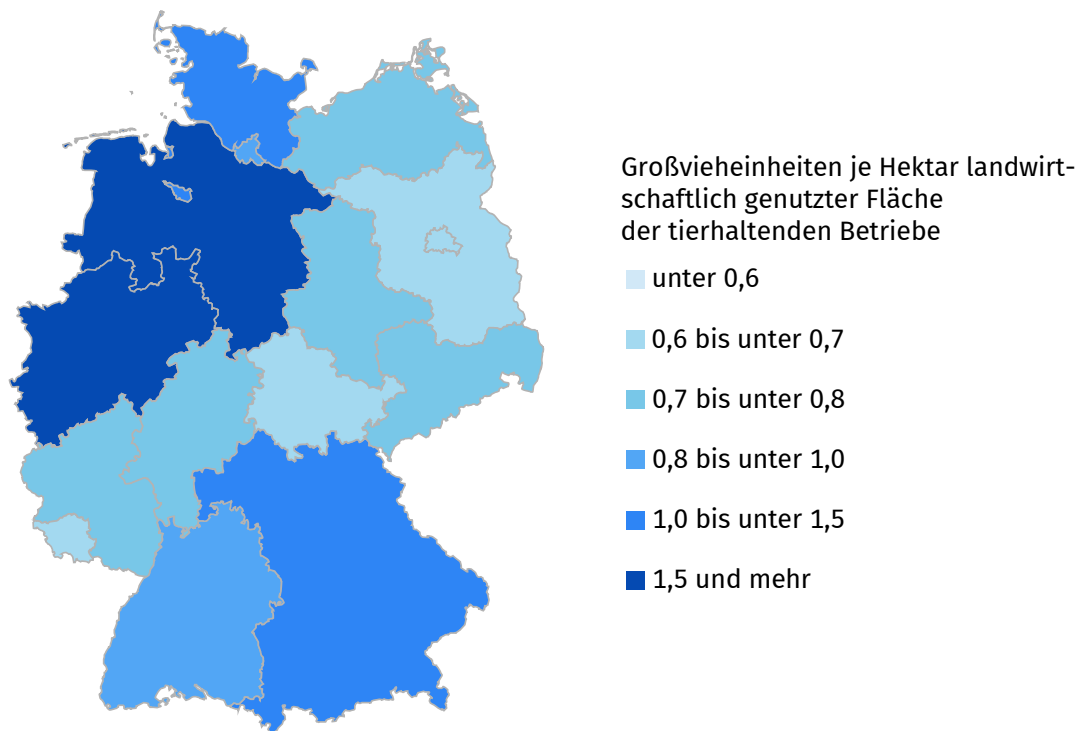 Großvieheinheiten je Hektar landwirt-
schaftlich genutzter Fläche
der tierhaltenden Betriebe
unter 0,6
0,6 bis unter 0,7
0,7 bis unter 0,8
0,8 bis unter 1,0
1,0 bis unter 1,5
1,5 und mehr